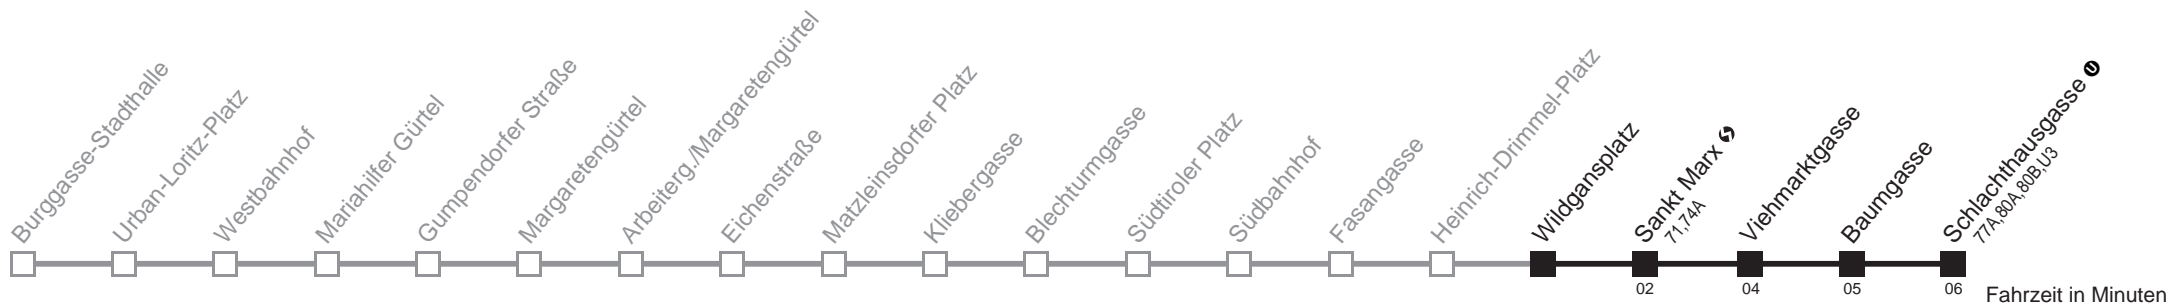 Burggasse-Stadthalle
Urban-Loritz-Platz
Westbahnhof
Mariahilfer Gürtel
Gumpendorfer Straße
Margaretengürtel
Arbeiterg./Margaretengürtel
Eichenstraße
Matzleinsdorfer Platz
Kliebergasse
Blechturmgasse
Südtiroler Platz
Südbahnhof
Fasangasse
Heinrich-Drimmel-Platz
Wildgansplatz
Sankt Marx S
71,74A
Viehmarktgasse
Baumgasse
Schlachthausgasse U
77A,80A,80B,U3
02
04
05
06
Fahrzeit in Minuten